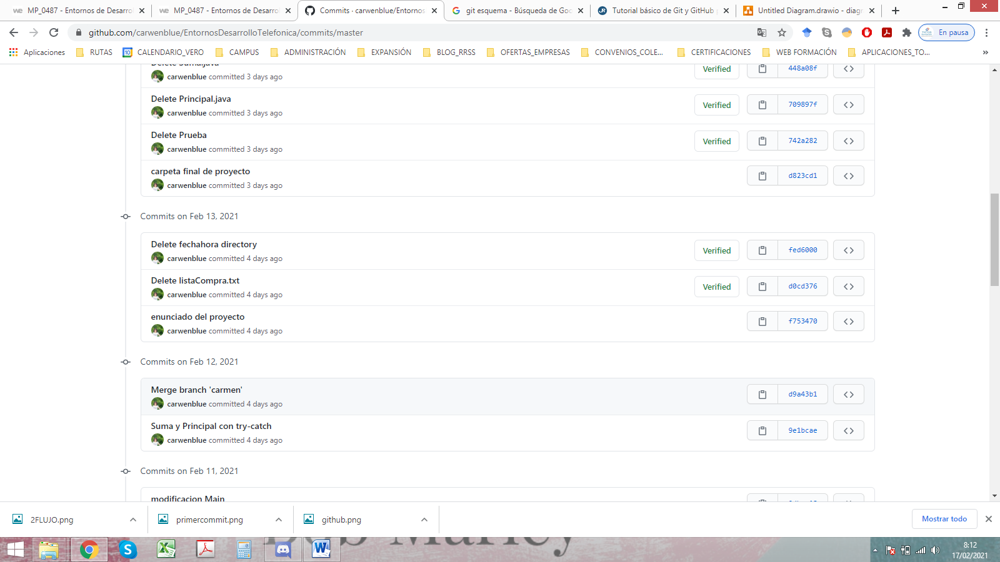 MP_0487 - Entornos de Desarrol
MP_0487 - Entornos de Desarrol
Commits · carwenblue/Entornos
git esquema - Búsqueda de Goo
Tutorial básico de Git y GitHub
Untitled Diagram.drawio - diagr
github.com/carwenblue/EntornosDesarrolloTelefonica/commits/master
En pausa
Aplicaciones
RUTAS
10
CALENDARIO_VERO
CAMPUS
ADMINISTRACIÓN
EXPANSIÓN
BLOG_RRSS
OFERTAS_EMPRESAS
CONVENIOS_COLE...
CERTIFICACIONES
WEB FORMACIÓN
APLICACIONES_TO...
»
Delete Suma.java
carwenblue committed 3 days ago
Verified
448a08f
Delete Principal.java
carwenblue committed 3 days ago
Verified
709897f
Delete Prueba
carwenblue committed 3 days ago
Verified
742a282
carpeta final de proyecto
carwenblue committed 3 days ago
d823cd1
Commits on Feb 13, 2021
Delete fechahora directory
carwenblue committed 4 days ago
Verified
fed6000
Delete listaCompra.txt
carwenblue committed 4 days ago
Verified
d0cd376
enunciado del proyecto
carwenblue committed 4 days ago
f753470
Commits on Feb 12, 2021
Merge branch 'carmen'
carwenblue committed 4 days ago
d9a43b1
Suma y Principal con try-catch
carwenblue committed 4 days ago
9e1bcae
Commits on Feb 11, 2021
modificacion Main
2FLUJO.png
primercommit.png
github.png
Mostrar todo
Bob Marley
8:12
17/02/2021